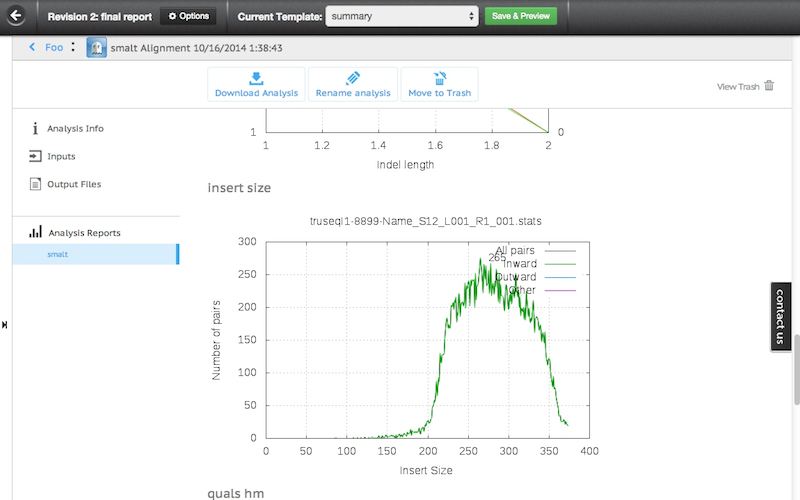 Revision 2: final report
Options
Current Template:
summary
Save & Preview
Foo :
smalt Alignment 10/16/2014 1:38:43
Download Analysis
Rename analysis
Move to Trash
View Trash
Analysis Info
Inputs
Output Files
Analysis Reports
smalt
1
0
1 1.2 1.4 1.6 1.8 2
Indel length
insert size
truseql1-8899-Name_S12_L001_R1_001.stats
300
250
200
150
100
50
0
Number of pairs
All pairs
265
Inward
Outward
Other
0 50 100 150 200 250 300 350 400
Insert Size
quals hm
contact us